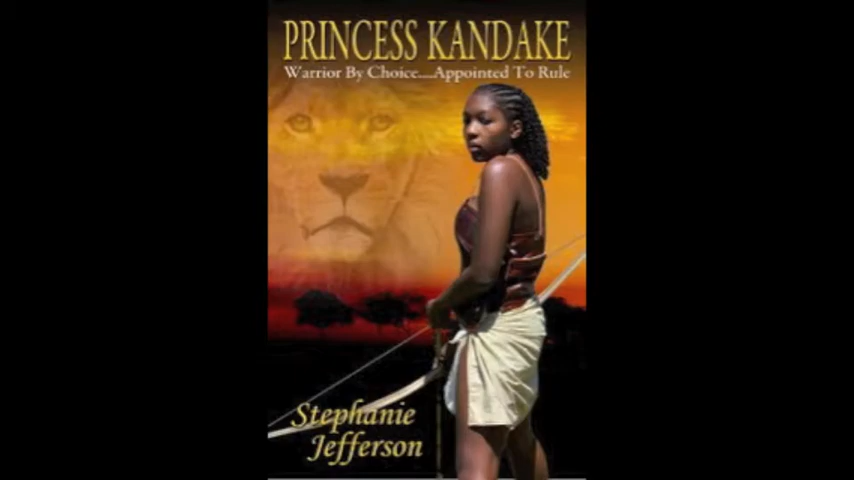 PRINCESS KANDAKE
Warrior By Choice....Appointed To Rule
Stephanie
Jefferson